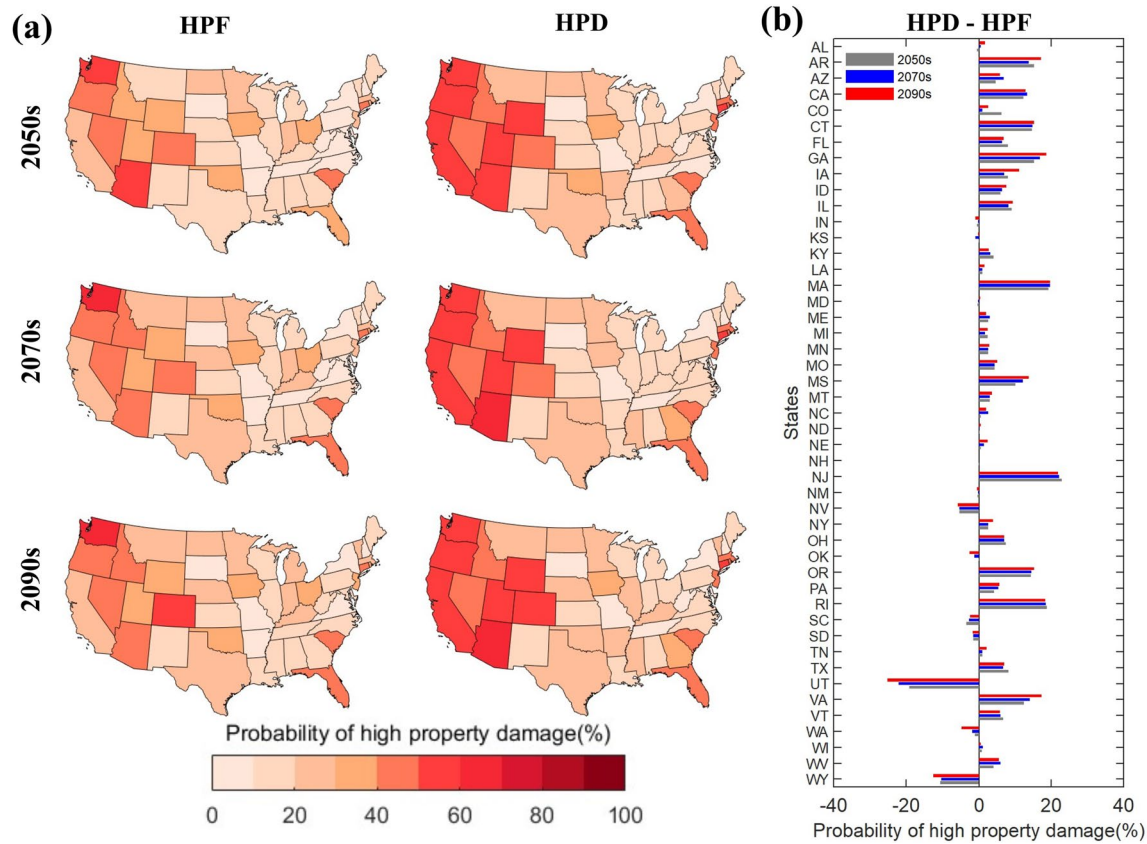 (a)
HPF
HPD
2050s
2070s
2090s
Probability of high property damage(%)
0 20 40 60 80 100
(b)
HPD - HPF
2050s
2070s
2090s
States
AL
AR
AZ
CA
CO
CT
FL
GA
IA
ID
IL
IN
KS
KY
LA
MA
MD
ME
MI
MN
MO
MS
MT
NC
ND
NE
NH
NJ
NM
NV
NY
OH
OK
OR
PA
RI
SC
SD
TN
TX
UT
VA
VT
WA
WI
WV
WY
-40 -20 0 20 40
Probability of high property damage(%)